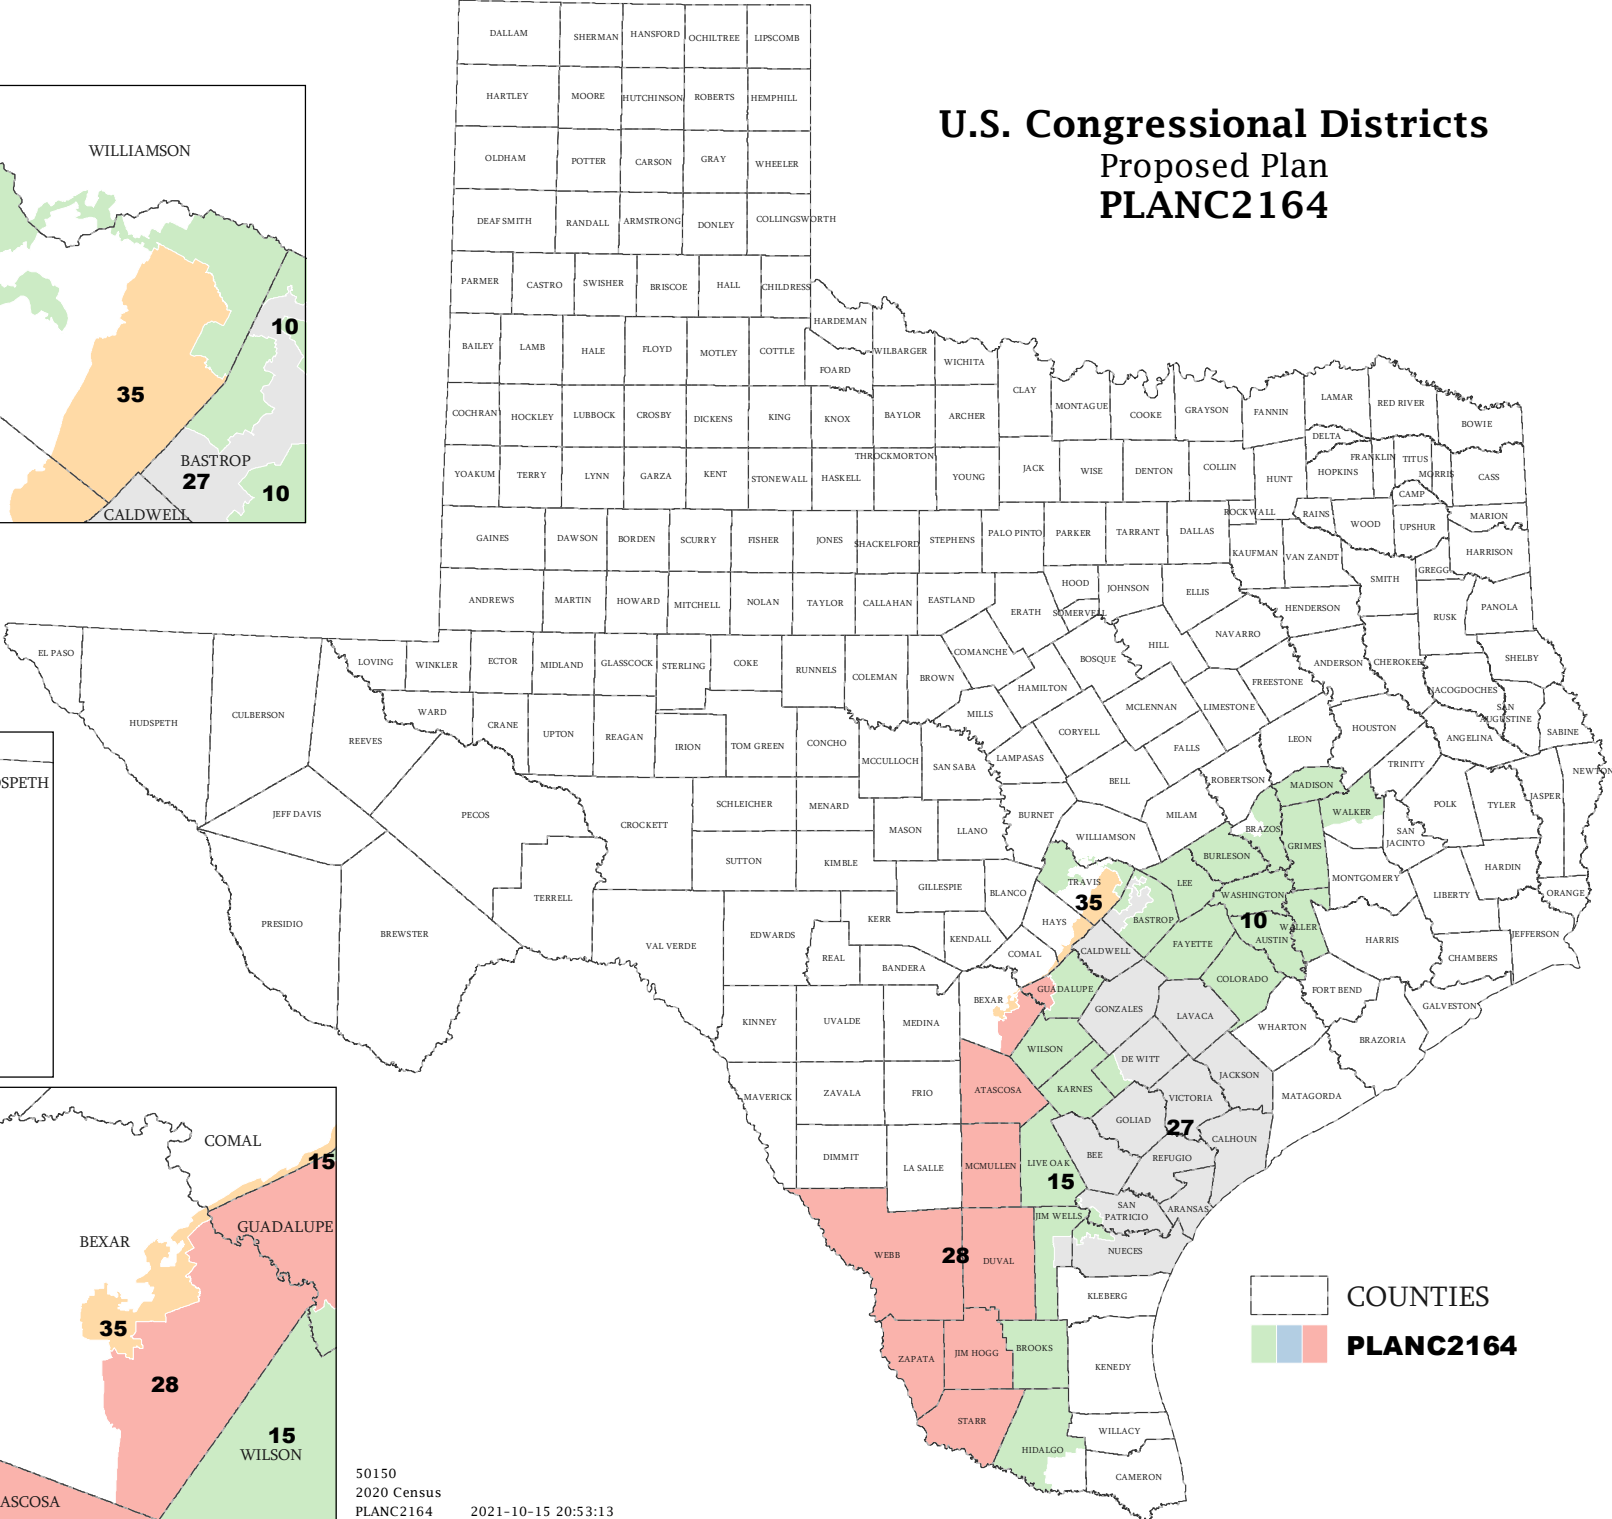 U.S. Congressional Districts
Proposed Plan
PLANC2164
WILLIAMSON
10
35
BASTROP
27
10
CALDWELL
DALLAM SHERMAN HANSFORD OCHILTREE LIPSCOMB
HARTLEY MOORE HUTCHINSON ROBERTS HEMPHILL
OLDHAM POTTER CARSON GRAY WHEELER
DEAF SMITH RANDALL ARMSTRONG DONLEY COLLINGSWORTH
PARMER CASTRO SWISHER BRISCOE HALL CHILDRESS
HARDEMAN
BAILEY LAMB HALE FLOYD MOTLEY COTTLE FOARD WILBARGER WICHITA
CLAY MONTAGUE COOKE GRAYSON FANNIN LAMAR RED RIVER BOWIE
COCHRAN HOCKLEY LUBBOCK CROSBY DICKENS KING KNOX BAYLOR ARCHER
DELTA
YOAKUM TERRY LYNN GARZA KENT STONEWALL HASKELL THROCKMORTON YOUNG JACK WISE DENTON COLLIN HUNT HOPKINS FRANKLIN TITUS MORRIS CASS
CAMP
GAINES DAWSON BORDEN SCURRY FISHER JONES SHACKELFORD STEPHENS PALO PINTO PARKER TARRANT DALLAS ROCKWALL RAINS WOOD UPSHUR MARION
KAUFMAN VAN ZANDT HARRISON
GREGG
ANDREWS MARTIN HOWARD MITCHELL NOLAN TAYLOR CALLAHAN EASTLAND ERATH HOOD SOMERVELL JOHNSON ELLIS HENDERSON SMITH RUSK PANOLA
EL PASO HUDSPETH CULBERSON LOVING WINKLER ECTOR MIDLAND GLASSCOCK STERLING COKE RUNNELS COLEMAN BROWN COMANCHE BOSQUE HILL NAVARRO ANDERSON CHEROKEE SHELBY
HAMILTON FREESTONE NACOGDOCHES
REEVES WARD CRANE UPTON REAGAN IRION TOM GREEN CONCHO MILLS MCLENNAN LIMESTONE SAN
AUGUSTINE
SABINE
MCCULLOCH SAN SABA LAMPASAS CORYELL FALLS LEON HOUSTON ANGELINA
BELL ROBERTSON TRINITY NEWTON
JEFF DAVIS PECOS CROCKETT SCHLEICHER MENARD MASON LLANO BURNET WILLIAMSON MILAM MADISON WALKER POLK TYLER JASPER
BRAZOS SAN
JACINTO
SUTTON KIMBLE BURLESON GRIMES HARDIN
TERRELL GILLESPIE BLANCO TRAVIS LEE WASHINGTON MONTGOMERY LIBERTY ORANGE
35
10
PRESIDIO BREWSTER VAL VERDE EDWARDS KERR KENDALL HAYS BASTROP FAYETTE AUSTIN WALLER HARRIS JEFFERSON
REAL BANDERA COMAL CALDWELL CHAMBERS
GUADALUPE COLORADO FORT BEND GALVESTON
KINNEY UVALDE MEDINA BEXAR GONZALES LAVACA WHARTON BRAZORIA
WILSON DE WITT JACKSON
MAVERICK ZAVALA FRIO ATASCOSA KARNES VICTORIA MATAGORDA
GOLIAD 27 CALHOUN
DIMMIT LA SALLE MCMULLEN LIVE OAK BEE REFUGIO
15
JIM WELLS SAN
PATRICIO
ARANSAS
WEBB 28 DUVAL NUECES
KLEBERG
ZAPATA JIM HOGG BROOKS KENEDY
STARR HIDALGO WILLACY
CAMERON
SPETH
COMAL
15
GUADALUPE
BEXAR
35
28
15
WILSON
ASCOSA
COUNTIES
PLANC2164
50150
2020 Census
PLANC2164 2021-10-15 20:53:13